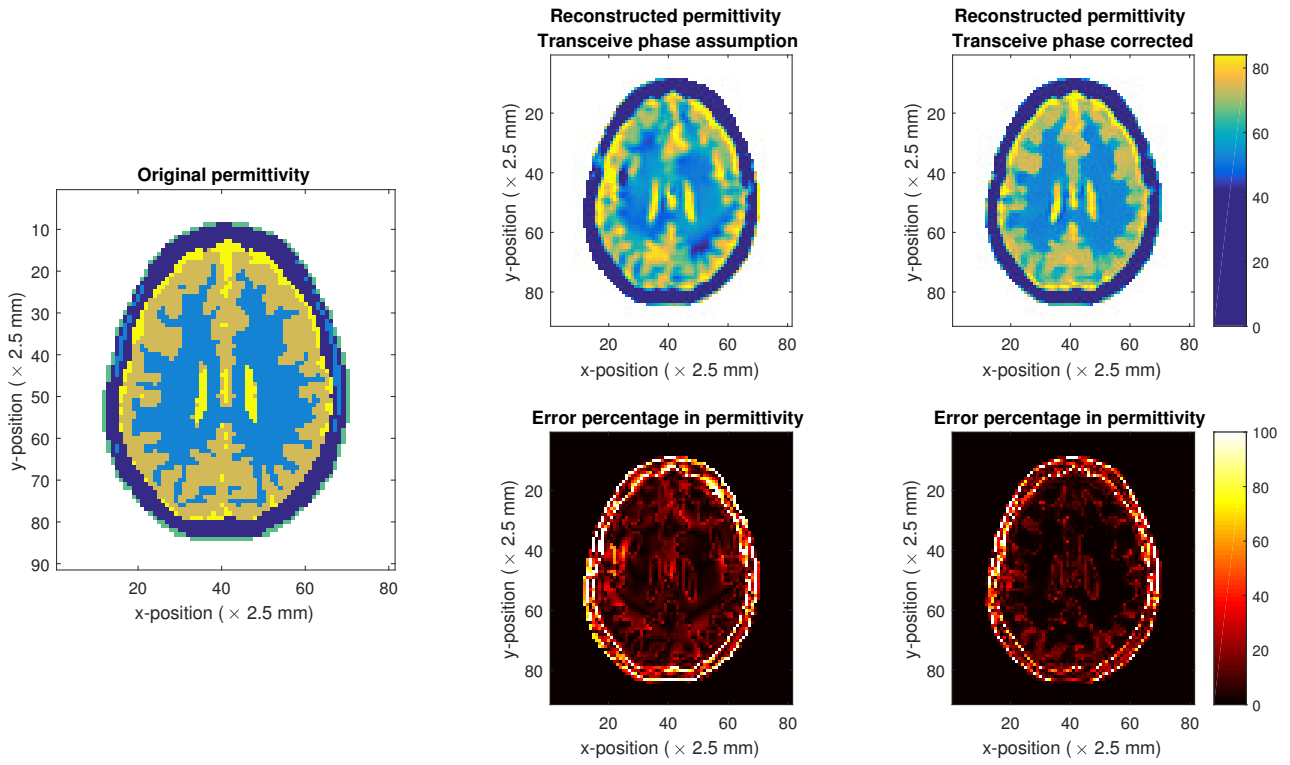 Original permittivity
10
20
30
40
50
60
70
80
90
20 40 60 80
y-position ( × 2.5 mm)
x-position ( × 2.5 mm)
Reconstructed permittivity
Transceive phase assumption
20
40
60
80
20 40 60 80
y-position ( × 2.5 mm)
x-position ( × 2.5 mm)
Reconstructed permittivity
Transceive phase corrected
20
40
60
80
20 40 60 80
y-position ( × 2.5 mm)
x-position ( × 2.5 mm)
80
60
40
20
0
Error percentage in permittivity
20
40
60
80
20 40 60 80
y-position ( × 2.5 mm)
x-position ( × 2.5 mm)
Error percentage in permittivity
20
40
60
80
20 40 60 80
y-position ( × 2.5 mm)
x-position ( × 2.5 mm)
100
80
60
40
20
0